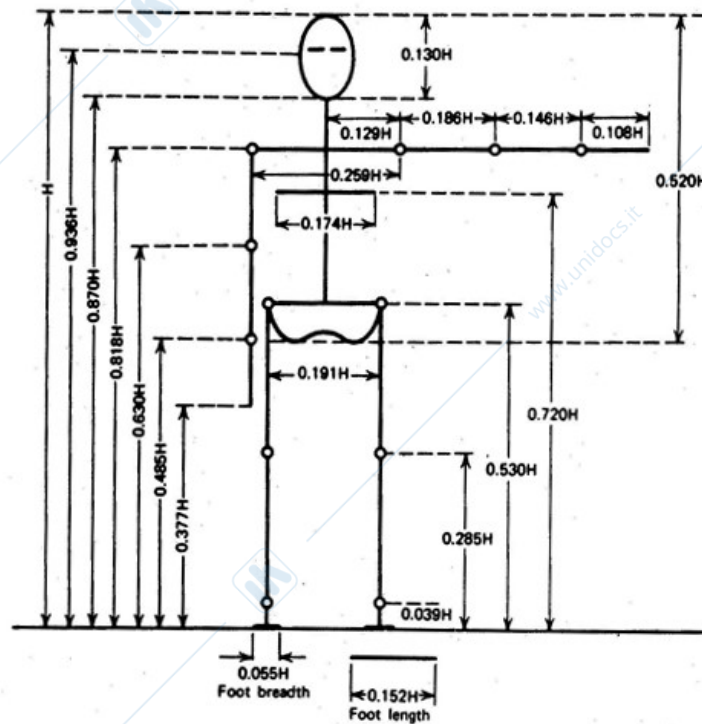 0.130H
0.186H
0.146H
0.108H
0.129H
0.259H
0.520H
0.174H
H
0.936H
0.870H
0.818H
0.630H
0.485H
0.377H
0.191H
0.720H
0.530H
0.285H
0.039H
0.055H
Foot breadth
0.152H
Foot length
www.unidocs.it